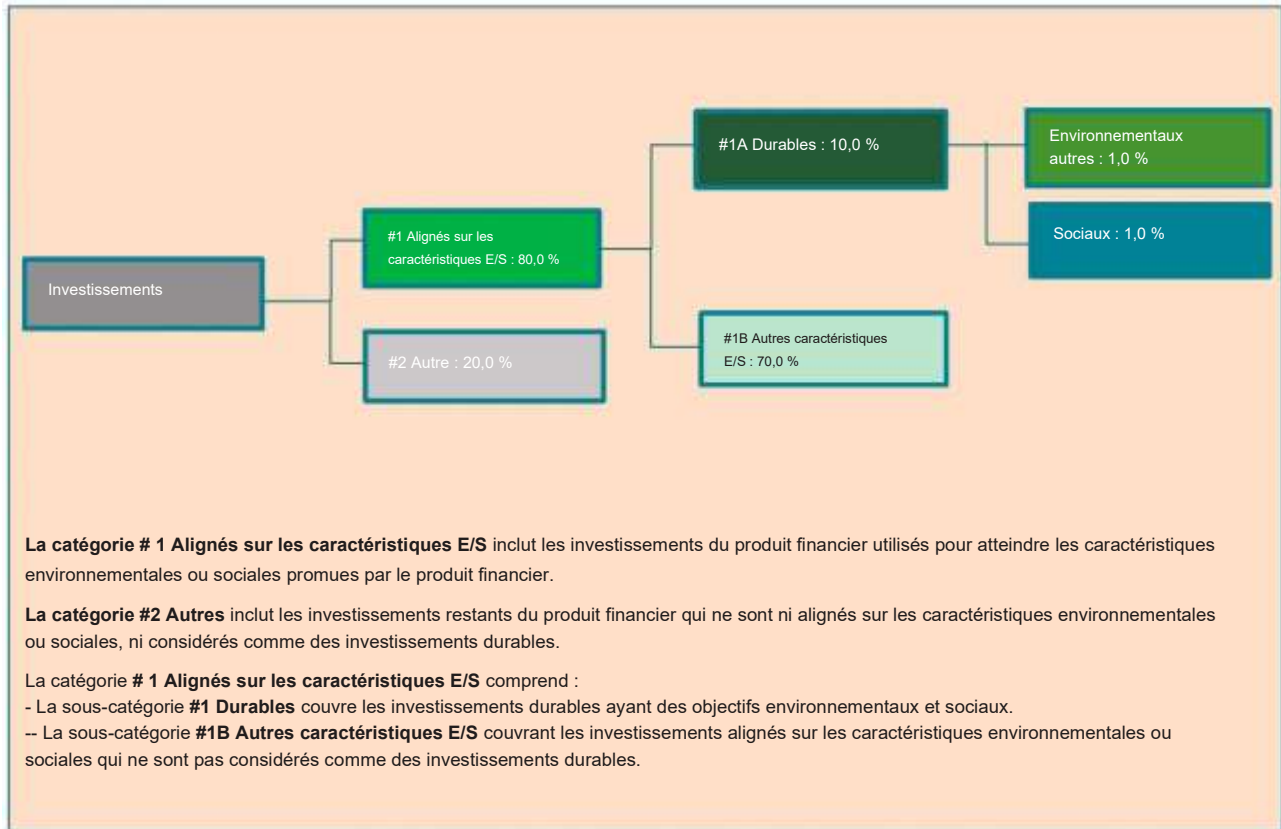 Investissements
#1 Alignés sur les
caractéristiques E/S : 80,0 %
#2 Autre : 20,0 %
#1A Durables : 10,0 %
#1B Autres caractéristiques
E/S : 70,0 %
Environnementaux
autres : 1,0 %
Sociaux : 1,0 %
La catégorie # 1 Alignés sur les caractéristiques E/S inclut les investissements du produit financier utilisés pour atteindre les caractéristiques
environnementales ou sociales promues par le produit financier.
La catégorie #2 Autres inclut les investissements restants du produit financier qui ne sont ni alignés sur les caractéristiques environnementales
ou sociales, ni considérés comme des investissements durables.
La catégorie # 1 Alignés sur les caractéristiques E/S comprend :
- La sous-catégorie #1 Durables couvre les investissements durables ayant des objectifs environnementaux et sociaux.
-- La sous-catégorie #1B Autres caractéristiques E/S couvrant les investissements alignés sur les caractéristiques environnementales ou
sociales qui ne sont pas considérés comme des investissements durables.